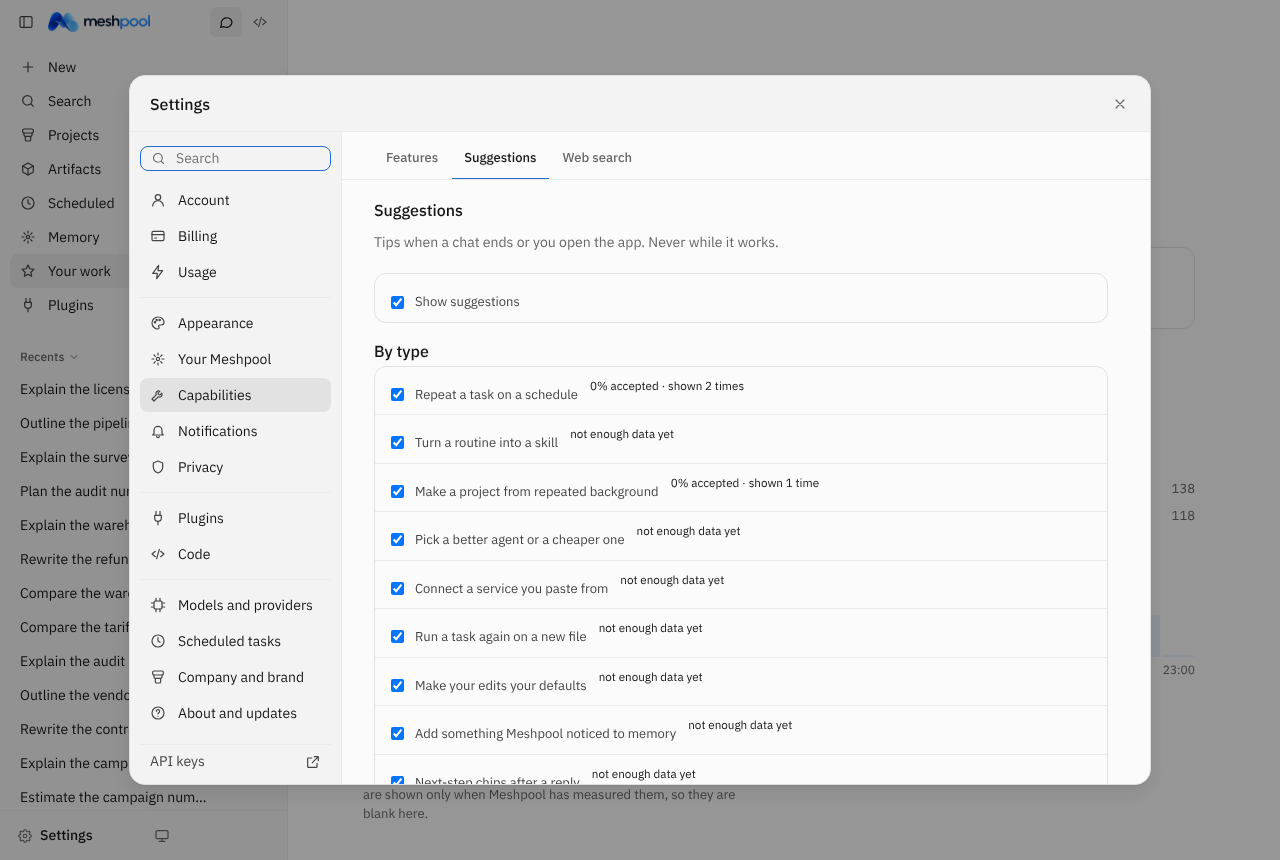 meshpool
New
Search
Projects
Artifacts
Scheduled
Memory
Your work
Plugins
Recents
Explain the licens
Outline the pipeli
Explain the survey
Plan the audit nu
Explain the wareh
Rewrite the refun
Compare the ware
Compare the tarif
Explain the audit
Outline the vendo
Rewrite the contr
Explain the camp
Estimate the campaign num...
Settings
Settings
Search
Account
Billing
Usage
Appearance
Your Meshpool
Capabilities
Notifications
Privacy
Plugins
Code
Models and providers
Scheduled tasks
Company and brand
About and updates
API keys
Features
Suggestions
Web search
Suggestions
Tips when a chat ends or you open the app. Never while it works.
Show suggestions
By type
Repeat a task on a schedule 0% accepted · shown 2 times
Turn a routine into a skill not enough data yet
Make a project from repeated background 0% accepted · shown 1 time
Pick a better agent or a cheaper one not enough data yet
Connect a service you paste from not enough data yet
Run a task again on a new file not enough data yet
Make your edits your defaults not enough data yet
Add something Meshpool noticed to memory not enough data yet
Next-step chips after a reply not enough data yet
138
118
23:00
are shown only when Meshpool has measured them, so they are
blank here.